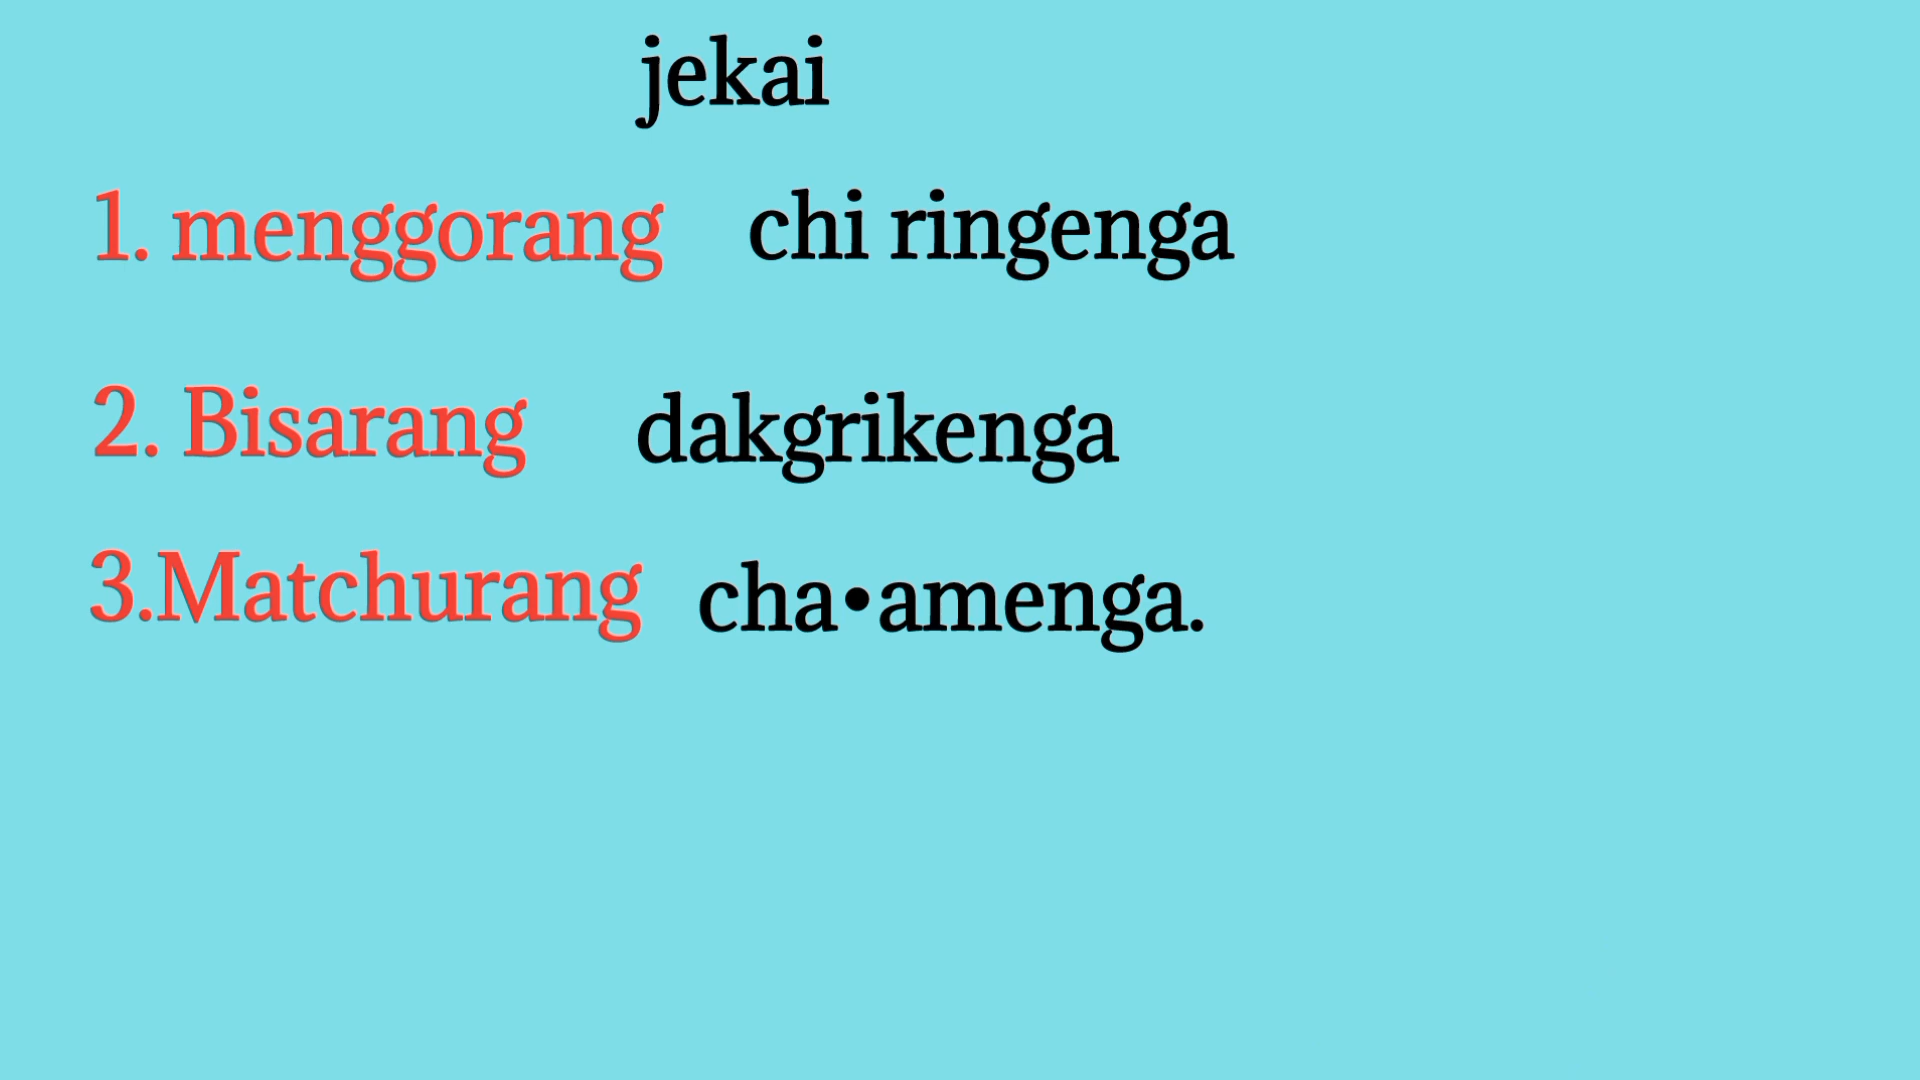 jekai
1. menggorang chi ringenga
2. Bisarang dakgrikenga
3.Matchurang cha•amenga.